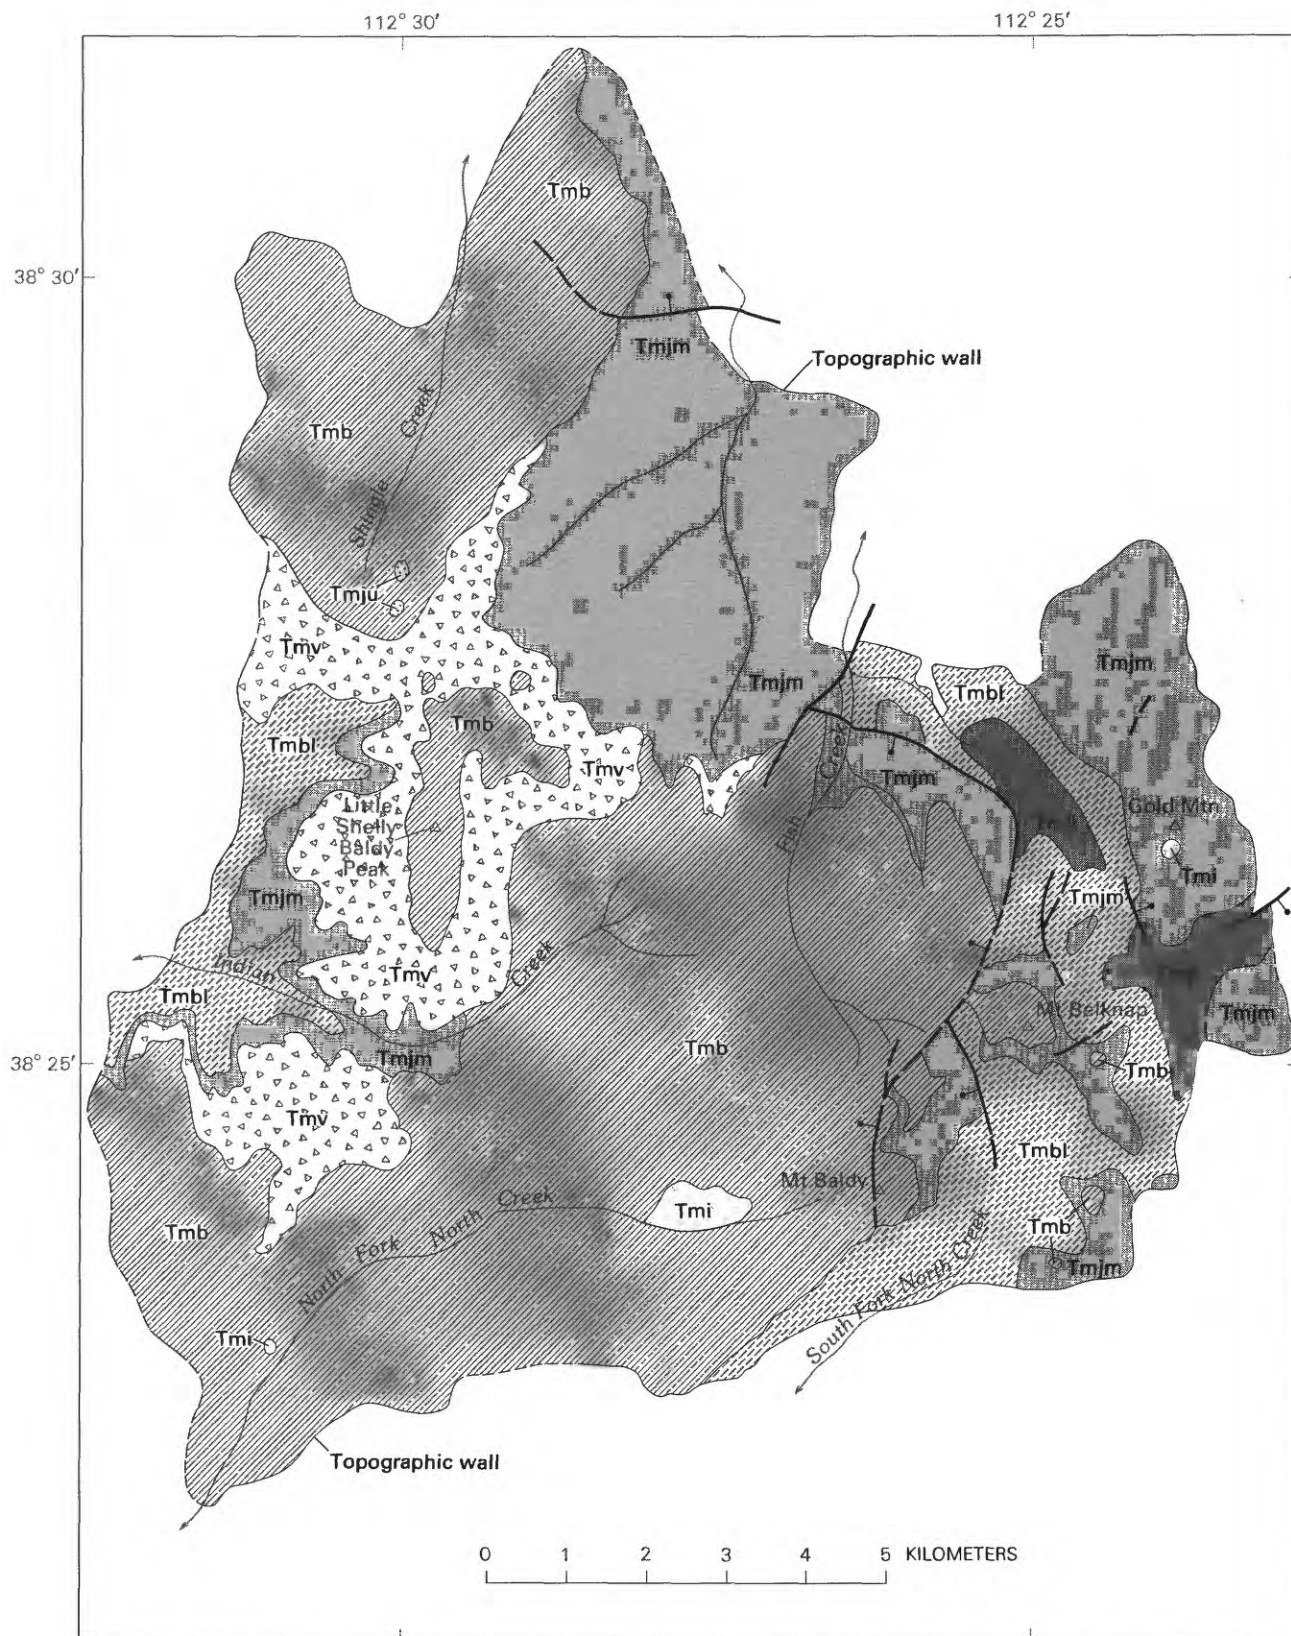 112° 30′
112° 25′
Tmb
38° 30′
Tmjm
Topographic wall
Creek
Tmb
Shingle
Tmju
Tmv
Tmjm
Tmjm
Tmbl
Tmb
Tmbl
Tmv
Creek
Tmjm
Little
Shelly
Baldy
Peak
Gold Mtn
Fish
Tmi
Tmjm
Tmjm
Tmv
Indian
Creek
Tmbl
Mt Belknap
Tmjm
38° 25′
Tmjm
Tmb
Tmb
Tmv
Tmbl
Mt Baldy
Creek
Tmi
North
Tmb
Fork
Tmb
North
South Fork North Creek
Tmjm
Tmi
Topographic wall
0 1 2 3 4 5 KILOMETERS